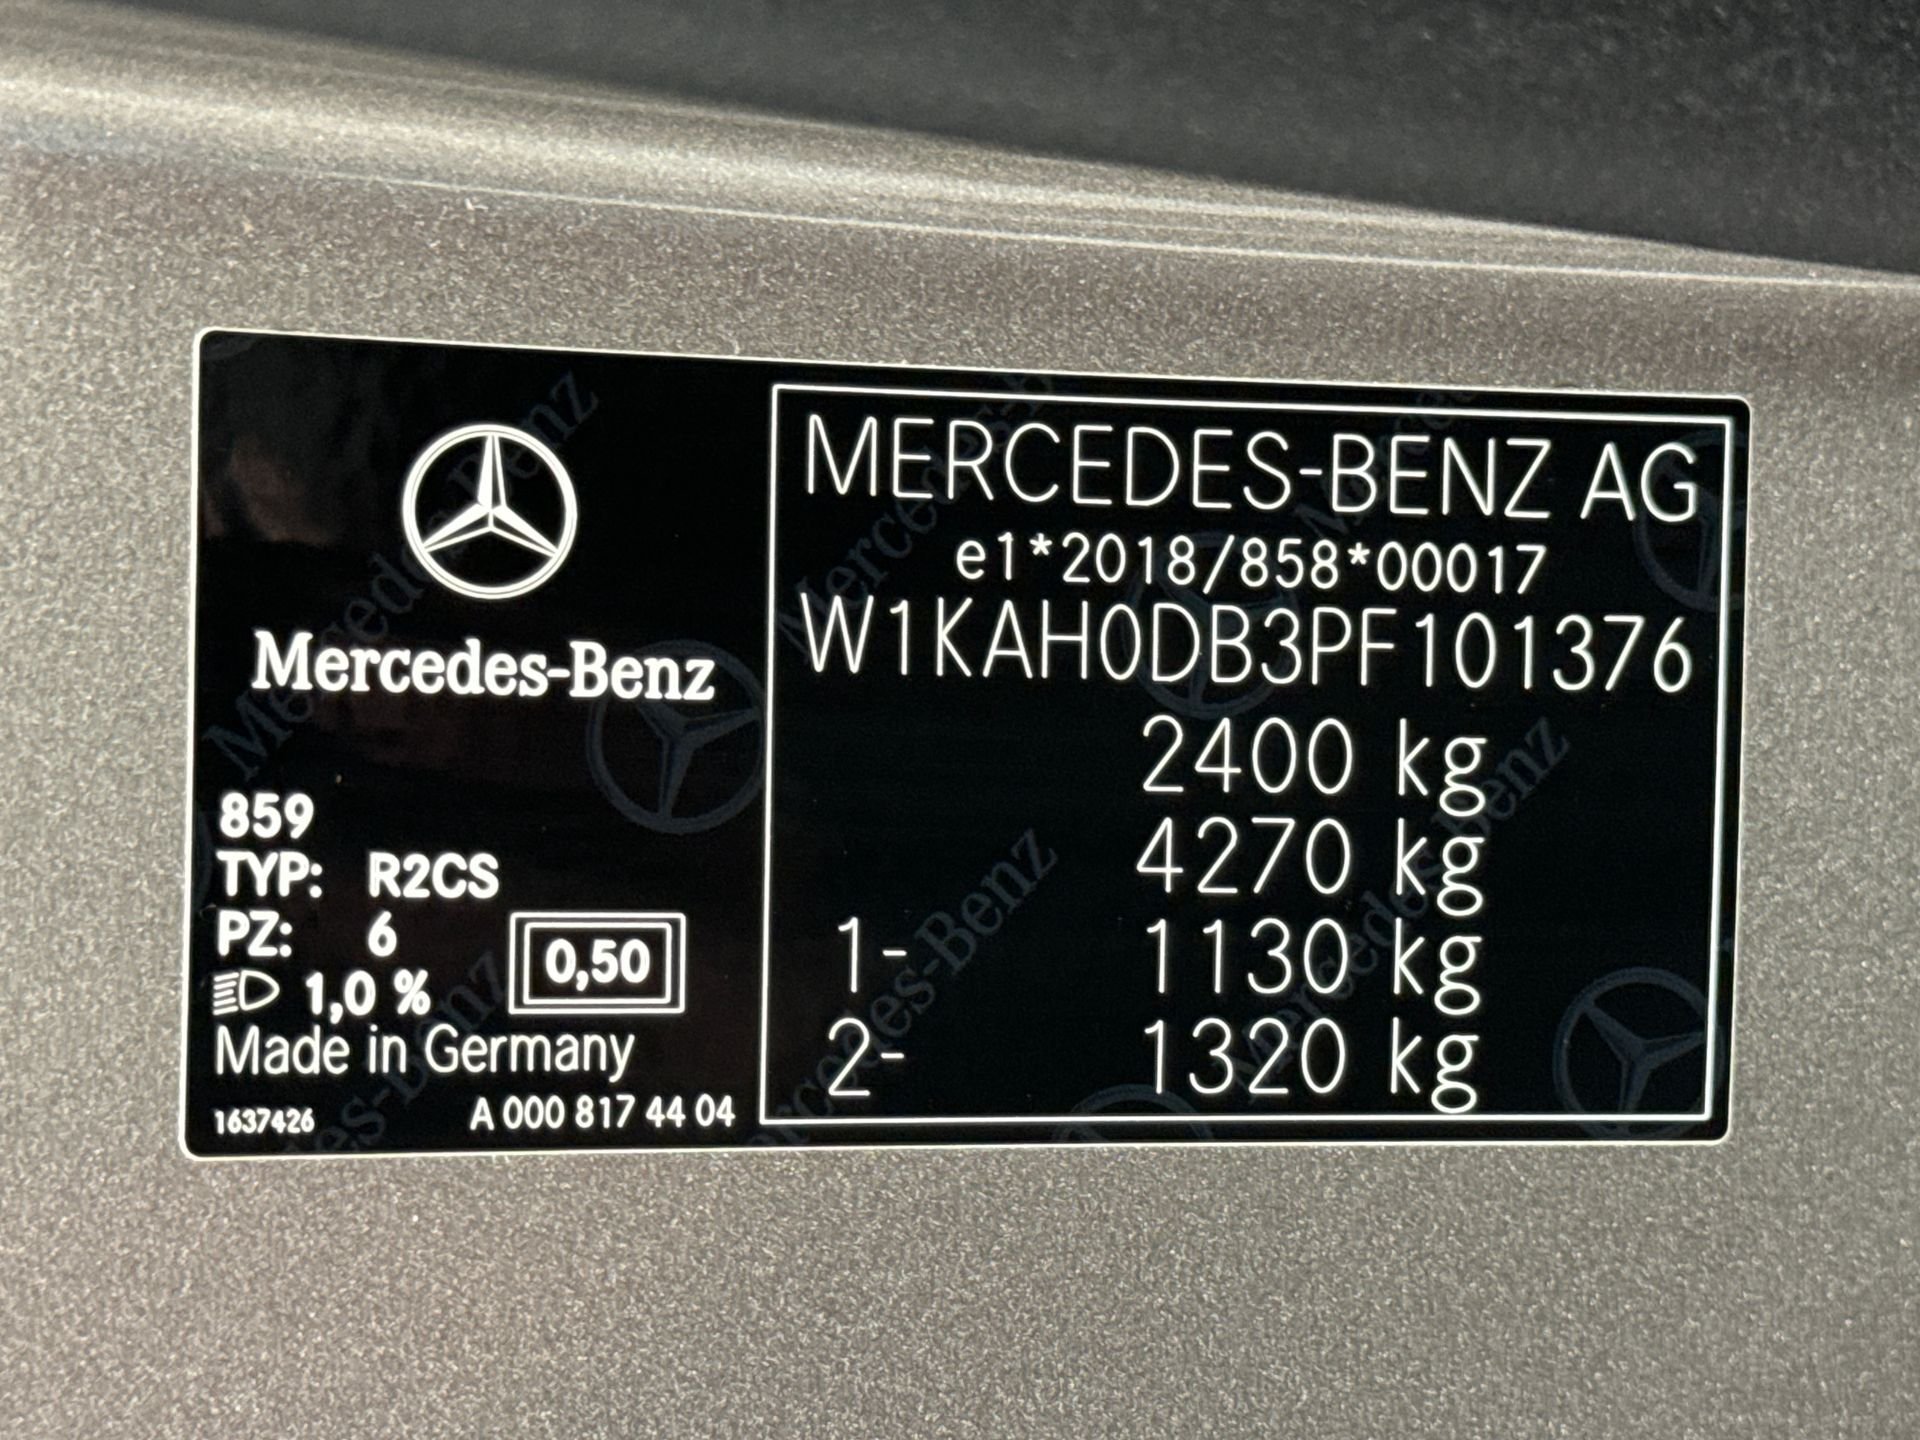 Mercedes-Benz
859
TYP: R2CS
PZ: 6
1,0 %
0,50
Made in Germany
1637426 A 000 817 44 04
MERCEDES-BENZ AG
e1*2018/858*00017
W1KAH0DB3PF101376
2400 kg
4270 kg
1- 1130 kg
2- 1320 kg